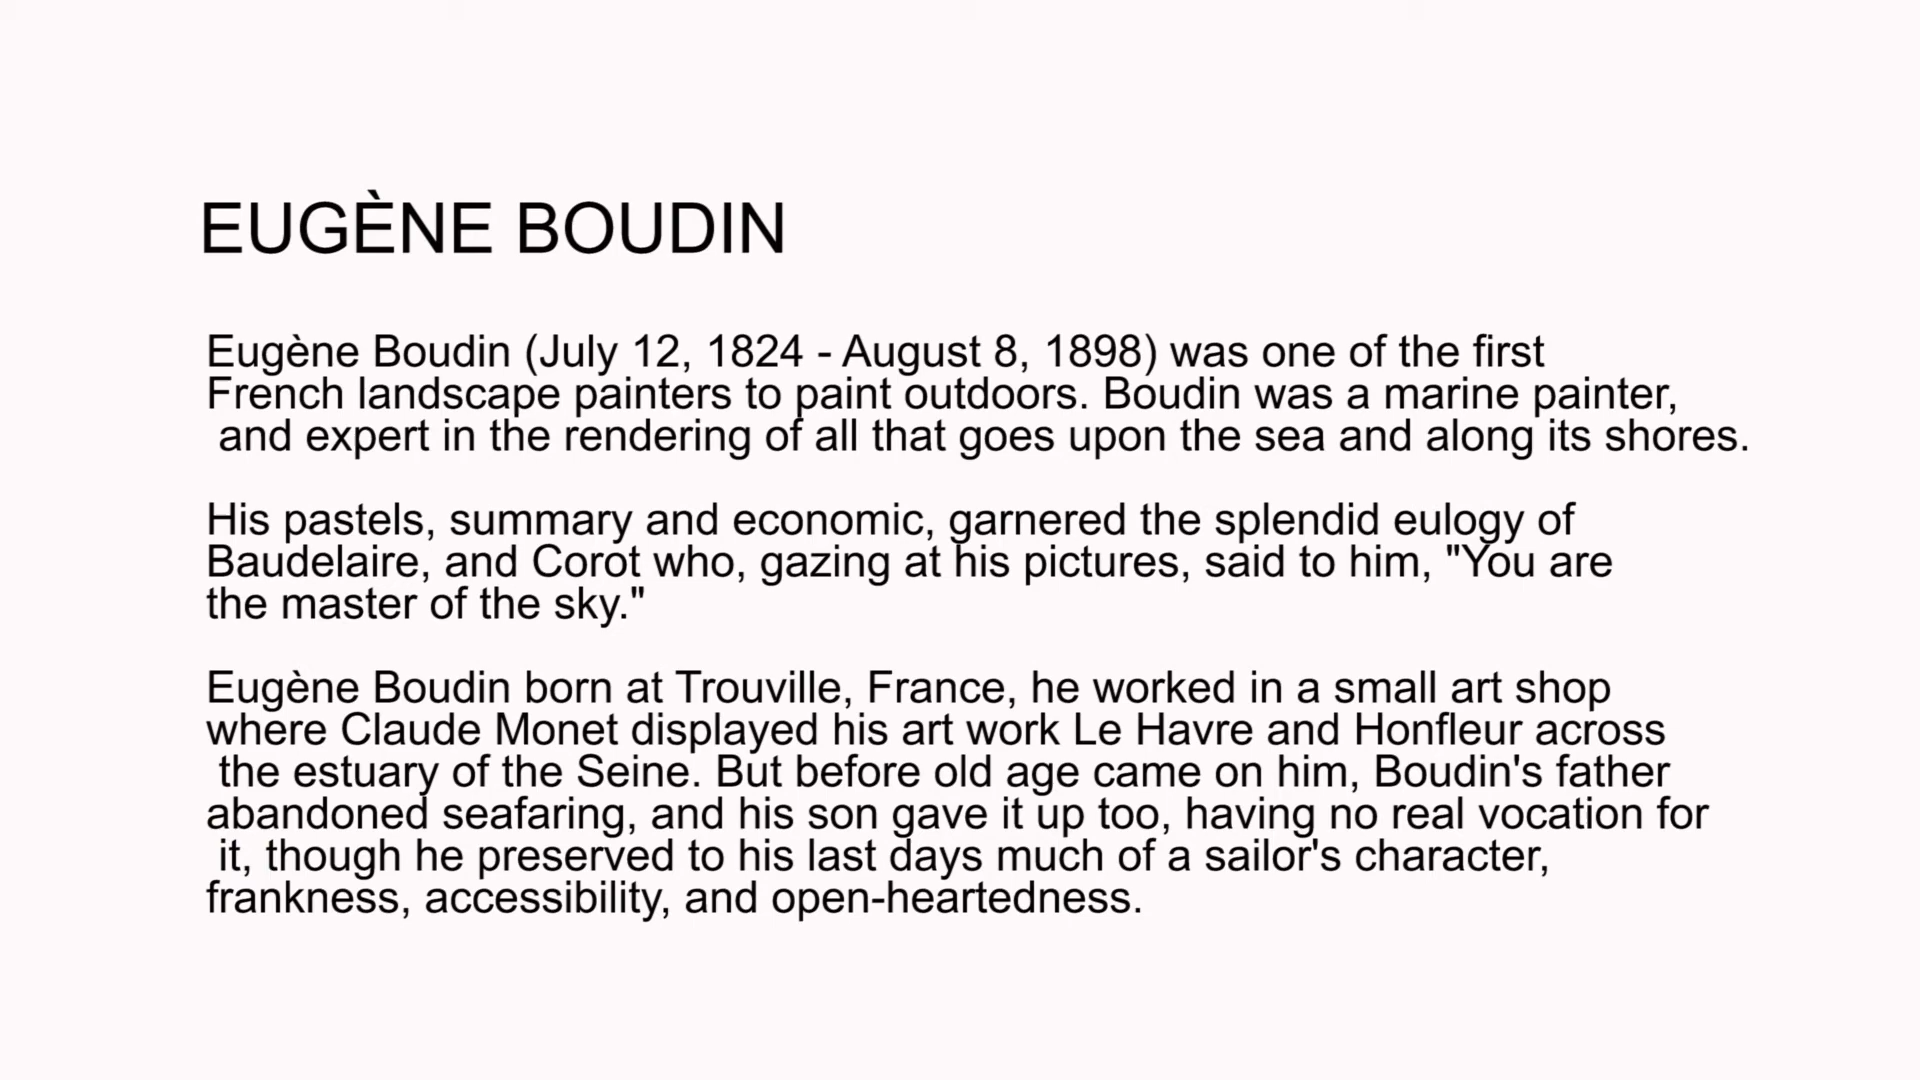 EUGÈNE BOUDIN
Eugène Boudin (July 12, 1824 - August 8, 1898) was one of the first
French landscape painters to paint outdoors. Boudin was a marine painter,
and expert in the rendering of all that goes upon the sea and along its shores.
His pastels, summary and economic, garnered the splendid eulogy of
Baudelaire, and Corot who, gazing at his pictures, said to him, "You are
the master of the sky."
Eugène Boudin born at Trouville, France, he worked in a small art shop
where Claude Monet displayed his art work Le Havre and Honfleur across
the estuary of the Seine. But before old age came on him, Boudin's father
abandoned seafaring, and his son gave it up too, having no real vocation for
it, though he preserved to his last days much of a sailor's character,
frankness, accessibility, and open-heartedness.